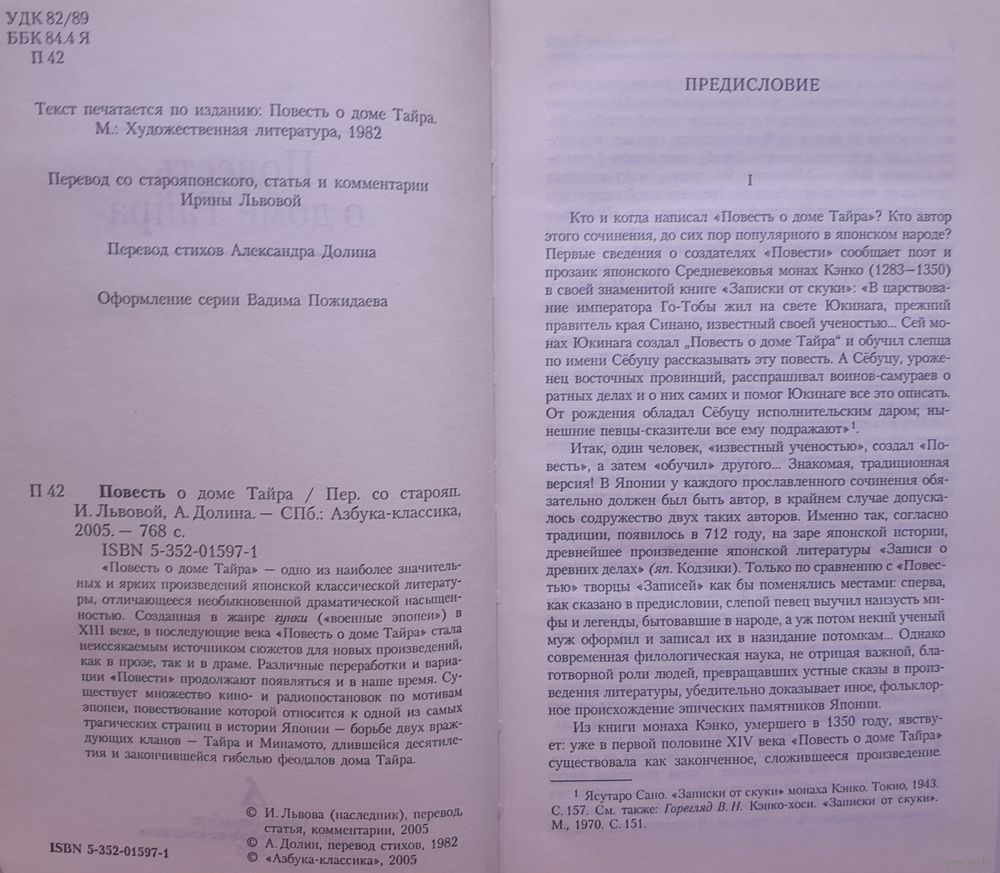 УДК 82/89
ББК 84.4 Я
П 42
Текст печатается по изданию: Повесть о доме Тайра.
М.: Художественная литература, 1982
Перевод со старояпонского, статья и комментарии
Ирины Львовой
Перевод стихов Александра Долина
Оформление серии Вадима Пожидаева
П 42 Повесть о доме Тайра / Пер. со старояп.
И. Львовой, А. Долина. — СПб.: Азбука-классика,
2005. — 768 с.
ISBN 5-352-01597-1
«Повесть о доме Тайра» — одно из наиболее значитель-
ных и ярких произведений японской классической литерату-
ры, отличающееся необыкновенной драматической насыщен-
ностью. Созданная в жанре гунки («военные эпопеи») в
XIII веке, в последующие века «Повесть о доме Тайра» стала
неиссякаемым источником сюжетов для новых произведений,
как в прозе, так и в драме. Различные переработки и вариа-
ции «Повести» продолжают появляться и в наше время. Су-
ществует множество кино- и радиопостановок по мотивам
эпопеи, повествование которой относится к одной из самых
трагических страниц в истории Японии — борьбе двух враж-
дующих кланов — Тайра и Минамото, длившейся десятиле-
тия и закончившейся гибелью феодалов дома Тайра.
© И. Львова (наследник), перевод,
статья, комментарии, 2005
© А. Долин, перевод стихов, 1982
© «Азбука-классика», 2005
ISBN 5-352-01597-1
ПРЕДИСЛОВИЕ
I
Кто и когда написал «Повесть о доме Тайра»? Кто автор
этого сочинения, до сих пор популярного в японском народе?
Первые сведения о создателях «Повести» сообщает поэт и
прозаик японского Средневековья монах Кэнко (1283—1350)
в своей знаменитой книге «Записки от скуки»: «В царствова-
ние императора Го-Тобы жил на свете Юкинага, прежний
правитель края Синано, известный своей ученостью... Сей мо-
нах Юкинага создал „Повесть о доме Тайра“ и обучил слепца
по имени Сёбуцу рассказывать эту повесть. А Сёбуцу, уроже-
нец восточных провинций, расспрашивал воинов-самураев о
ратных делах и о них самих и помог Юкинаге все это описать.
От рождения обладал Сёбуцу исполнительским даром; ны-
нешние певцы-сказители все ему подражают»¹.
Итак, один человек, «известный ученостью», создал «По-
весть», а затем «обучил» другого... Знакомая, традиционная
версия! В Японии у каждого прославленного сочинения обя-
зательно должен был быть автор, в крайнем случае допуска-
лось содружество двух таких авторов. Именно так, согласно
традиции, появилось в 712 году, на заре японской истории,
древнейшее произведение японской литературы «Записи о
древних делах» (яп. Кодзики). Только по сравнению с «Повес-
тью» творцы «Записей» как бы поменялись местами: сперва,
как сказано в предисловии, слепой певец выучил наизусть ми-
фы и легенды, бытовавшие в народе, а уж потом некий ученый
муж оформил и записал их в назидание потомкам... Однако
современная филологическая наука, не отрицая важной, бла-
готворной роли людей, превращавших устные сказы в произ-
ведения литературы, убедительно доказывает иное, фольклор-
ное происхождение эпических памятников Японии.
Из книги монаха Кэнко, умершего в 1350 году, явству-
ет: уже в первой половине XIV века «Повесть о доме Тайра»
существовала как законченное, сложившееся произведение.
¹ Ясутаро Сано. «Записки от скуки» монаха Кэнко. Токио, 1943.
С. 157. См. также: Горегляд В. Н. Кэнко-хоси. «Записки от скуки».
М., 1970. С. 151.
www.ay.by